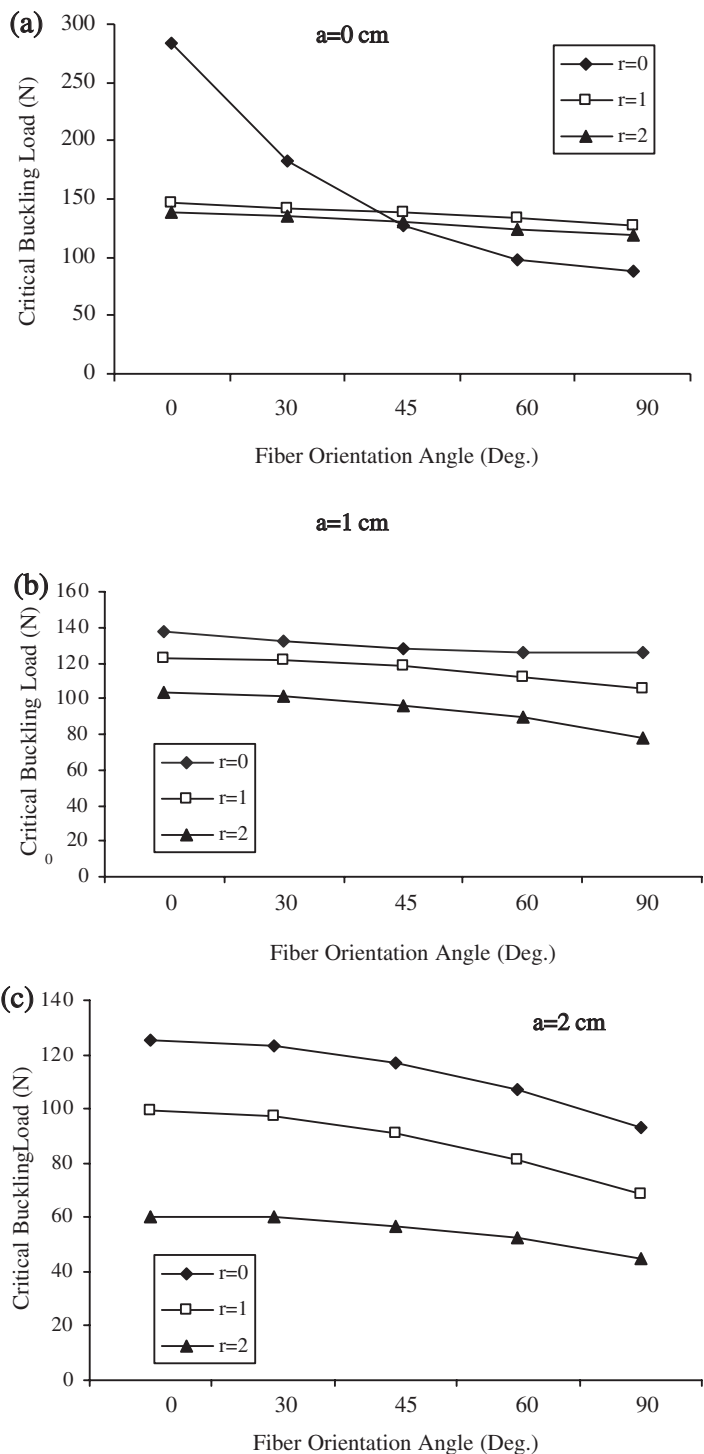 (a)
a=0 cm
Critical Buckling Load (N)
300
250
200
150
100
50
0
r=0
r=1
r=2
0 30 45 60 90
Fiber Orientation Angle (Deg.)
a=1 cm
(b)
Critical Buckling Load (N)
0
160
140
120
100
80
60
40
20
0
r=0
r=1
r=2
0 30 45 60 90
Fiber Orientation Angle (Deg.)
(c)
a=2 cm
Critical BucklingLoad (N)
140
120
100
80
60
40
20
0
r=0
r=1
r=2
0 30 45 60 90
Fiber Orientation Angle (Deg.)